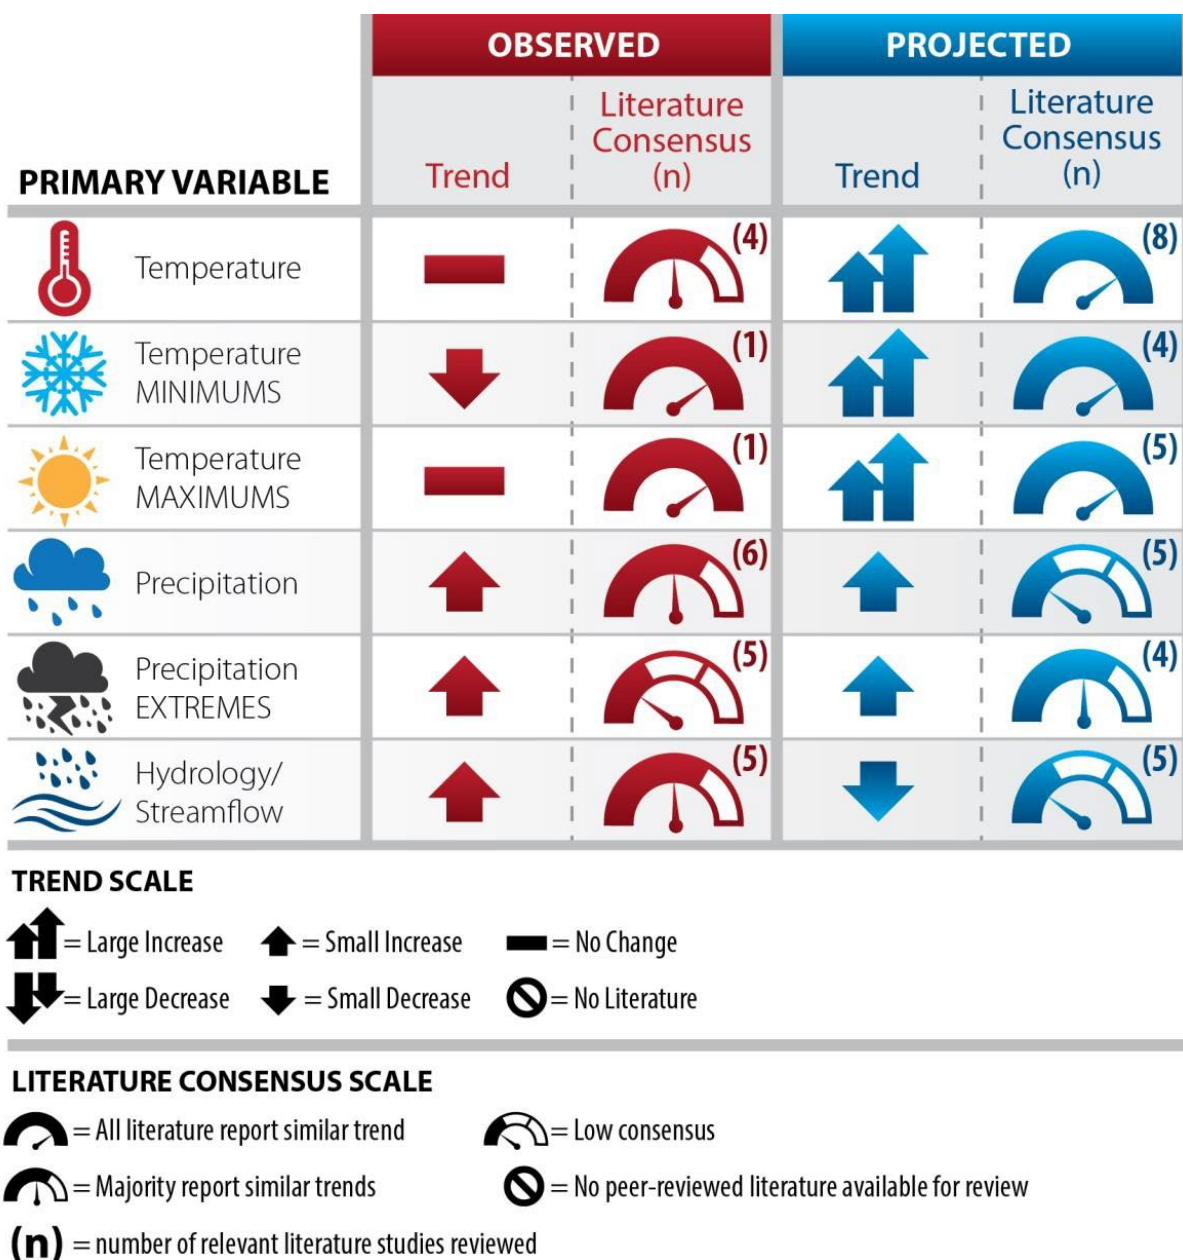 OBSERVED PROJECTED
PRIMARY VARIABLE Trend Literature Consensus (n) Trend Literature Consensus (n)
Temperature (4) (8)
Temperature MINIMUMS (1) (4)
Temperature MAXIMUMS (1) (5)
Precipitation (6) (5)
Precipitation EXTREMES (5) (4)
Hydrology/ Streamflow (5) (5)
TREND SCALE
= Large Increase = Small Increase = No Change
= Large Decrease = Small Decrease = No Literature
LITERATURE CONSENSUS SCALE
= All literature report similar trend = Low consensus
= Majority report similar trends = No peer-reviewed literature available for review
(n) = number of relevant literature studies reviewed